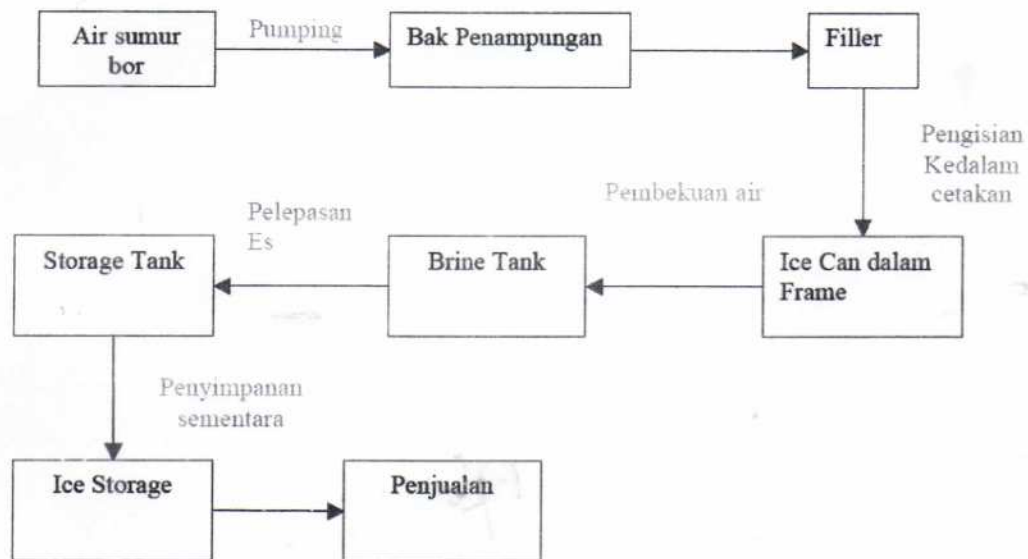 Air sumur
bor
Pumping
Bak Penampungan
Filler
Pengisian
Kedalam
cetakan
Ice Can dalam
Frame
Pembekuan air
Brine Tank
Pelepasan
Es
Storage Tank
Penyimpanan
sementara
Ice Storage
Penjualan